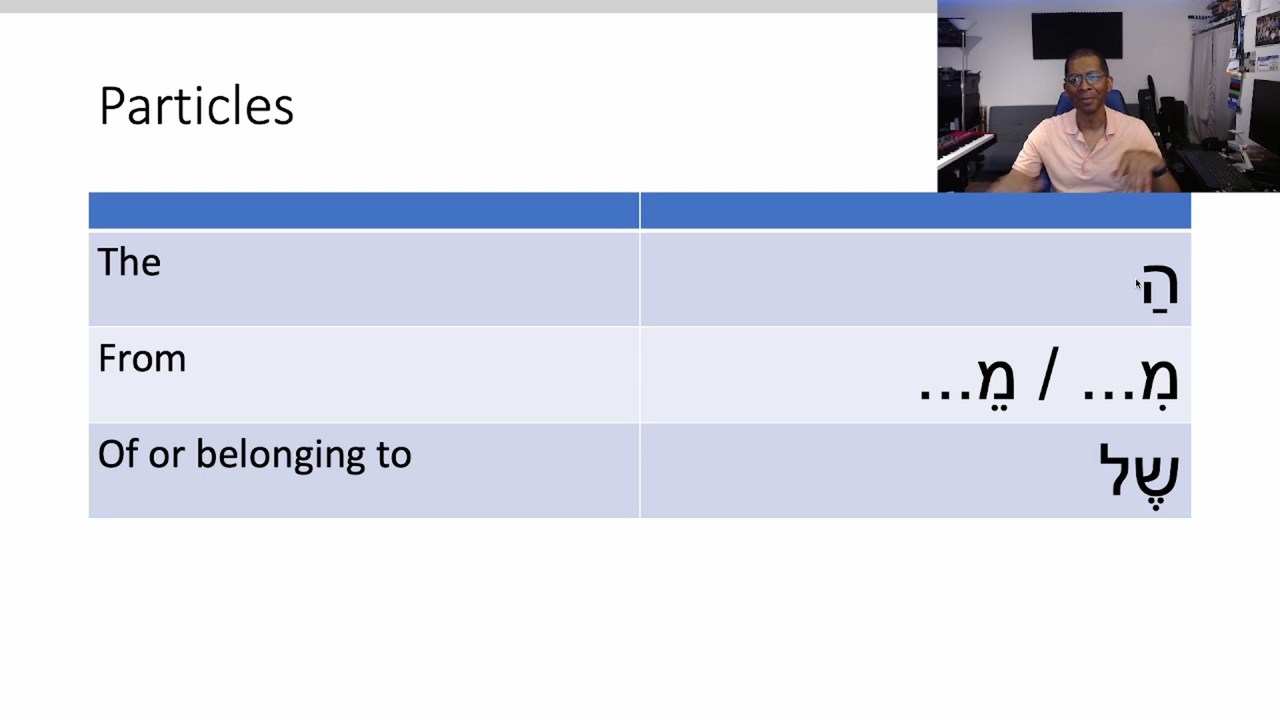 Particles
The הַ
From מִ... / מֵ...
Of or belonging to שֶׁל